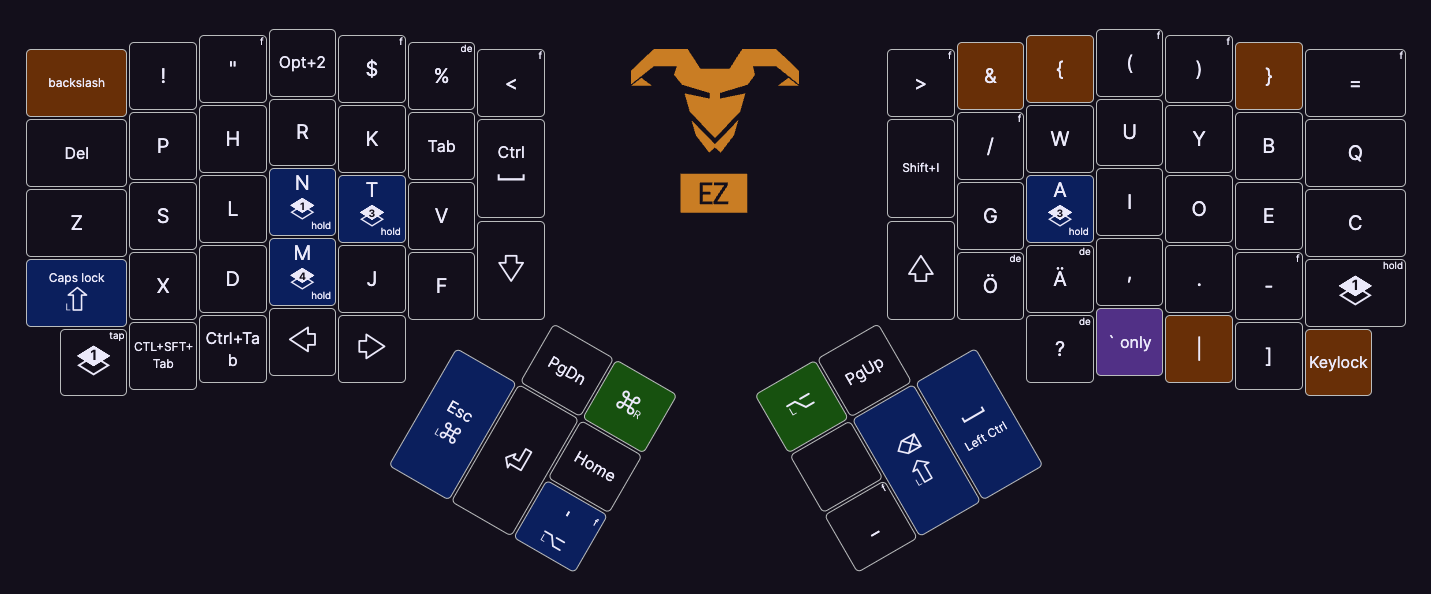 backslash ! " f Opt+2 $ f % de < f
> f & { ( f ) f } = f
Del P H R K Tab Ctrl
Shift+I / f W U Y B Q
Z S L N 1 hold T 3 hold V
G A 3 hold I O E C
Caps lock L X D M 4 hold J F
Ö de Ä de , . - f 1 hold
1 tap CTL+SFT+
Tab Ctrl+Ta
b
? de ` only | ] Keylock
EZ
PgDn
Esc
L ⌘
⌘ R
Home
' f
L ⌥
PgUp
⌥ L
L
Left Ctrl
- f